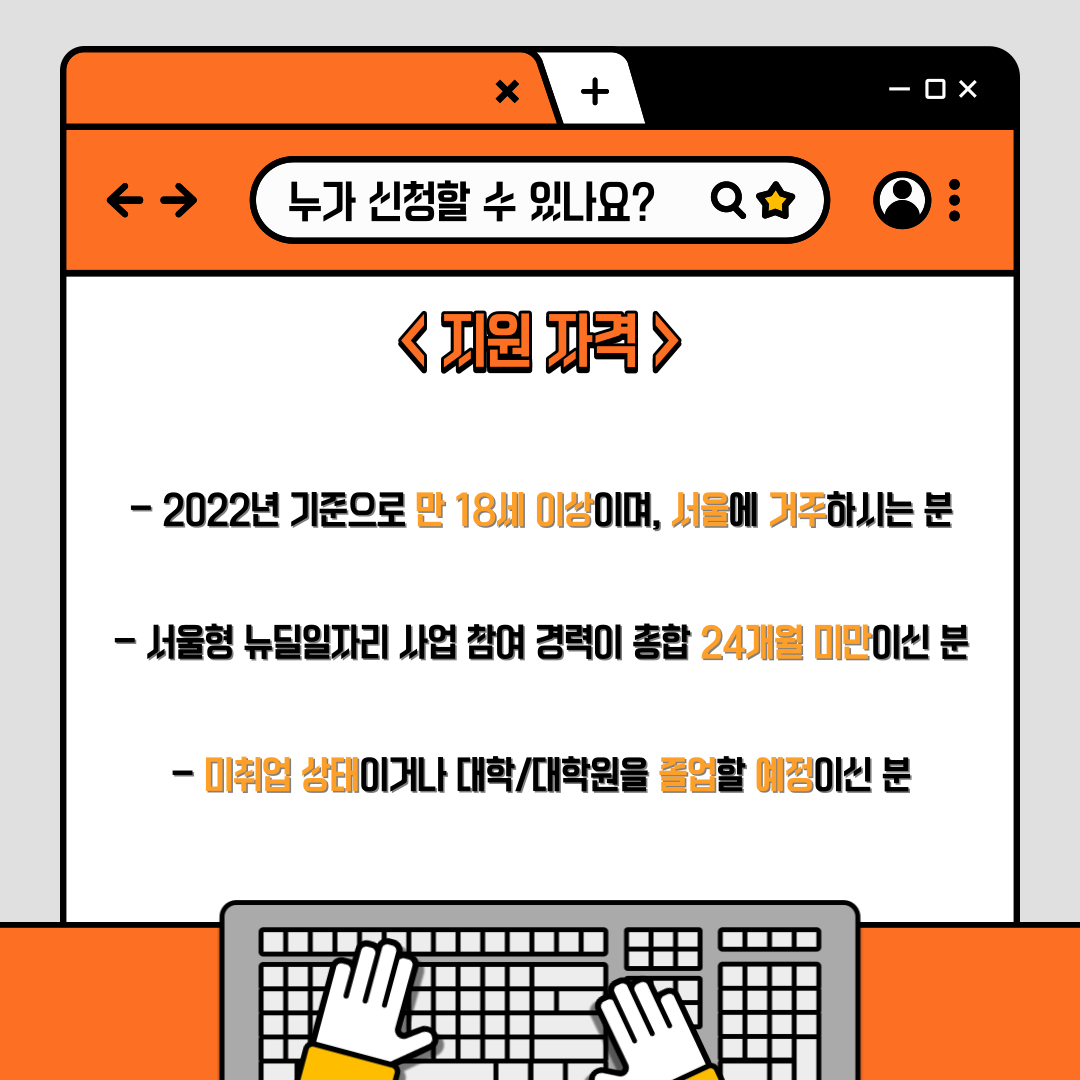 누가 신청할 수 있나요?
< 지원 자격 >
- 2022년 기준으로 만 18세 이상이며, 서울에 거주하시는 분
- 서울형 뉴딜일자리 사업 참여 경력이 총합 24개월 미만이신 분
- 미취업 상태이거나 대학/대학원을 졸업할 예정이신 분